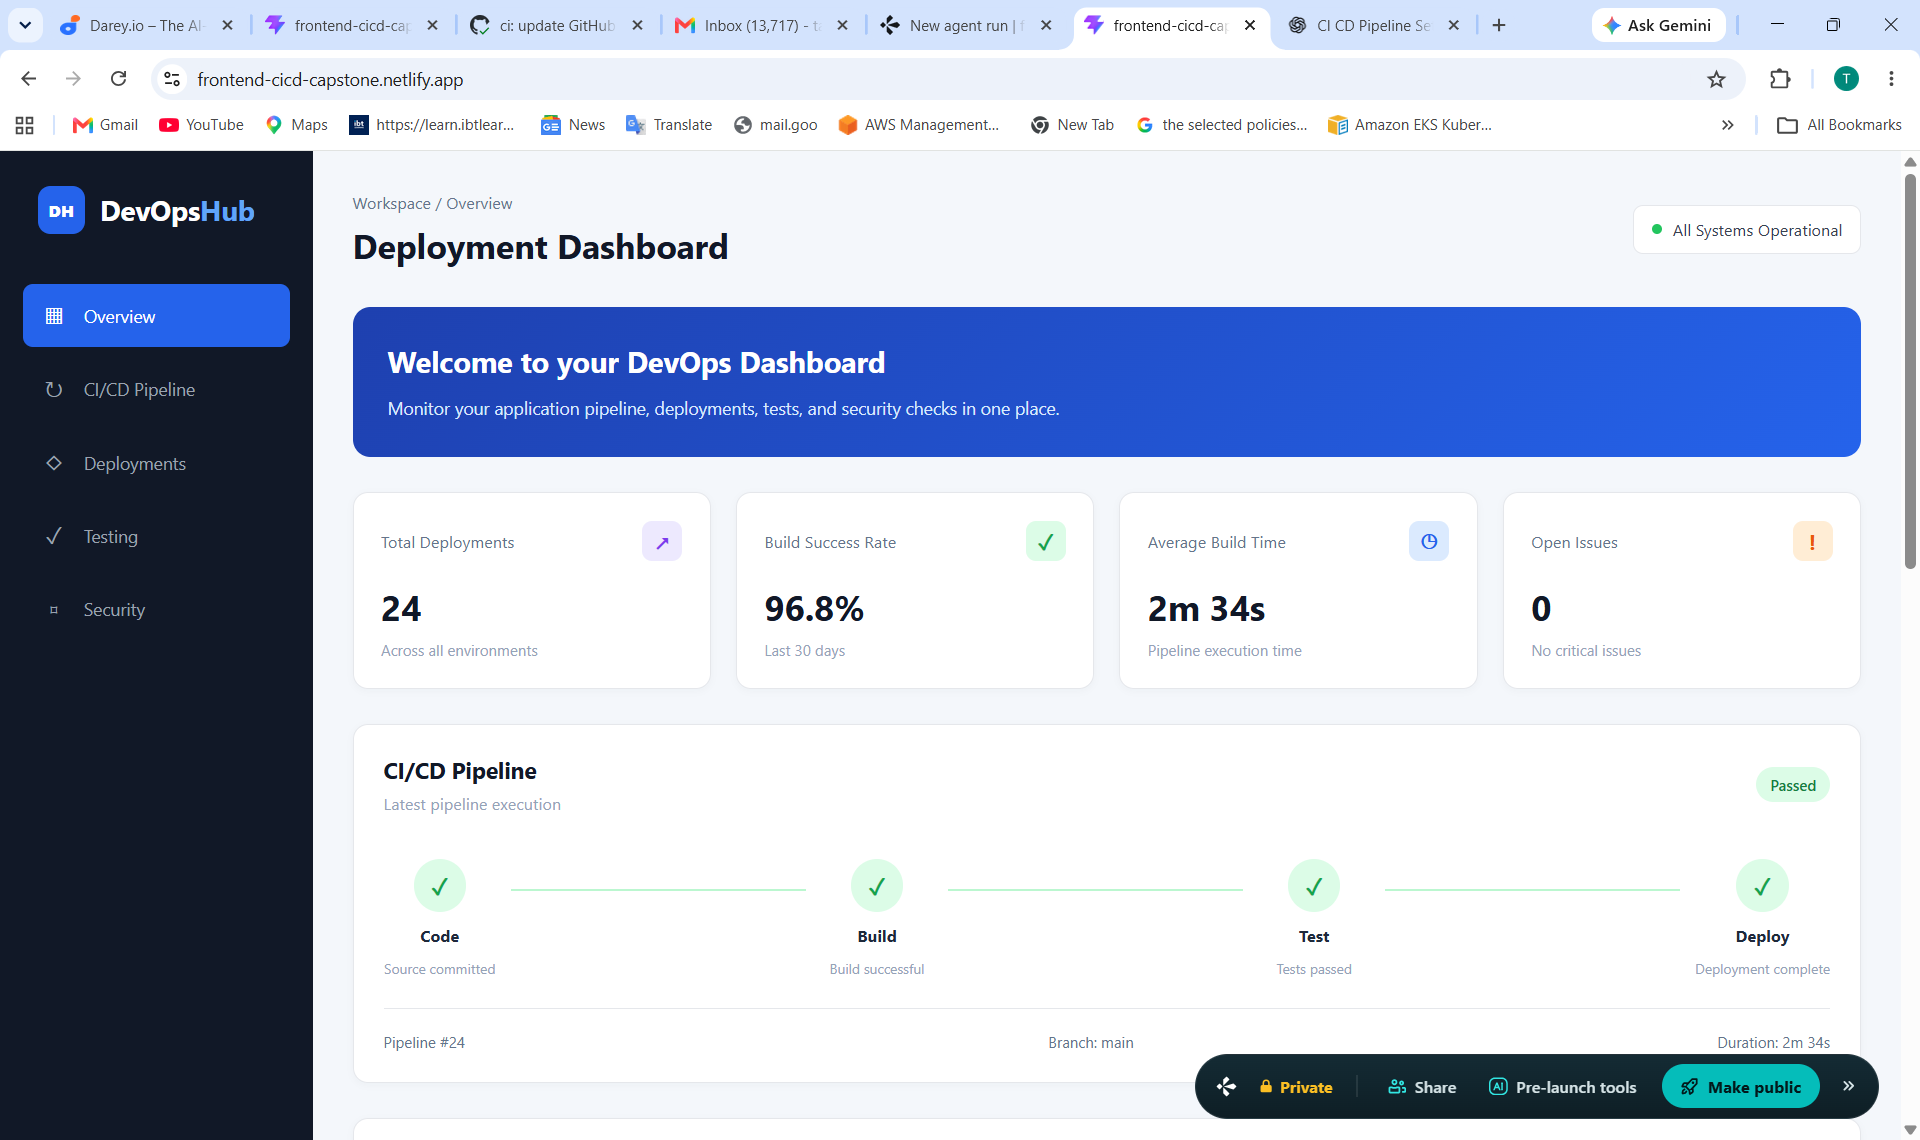 Darey.io – The AI-
frontend-cicd-cap
ci: update GitHub
Inbox (13,717) - ta
New agent run | f
frontend-cicd-cap
CI CD Pipeline Se
Ask Gemini
frontend-cicd-capstone.netlify.app
T
Gmail
YouTube
Maps
ibt
https://learn.ibtlear...
News
Translate
mail.goo
AWS Management...
New Tab
the selected policies...
Amazon EKS Kuber...
All Bookmarks
DH
DevOpsHub
Overview
CI/CD Pipeline
Deployments
Testing
Security
Workspace / Overview
Deployment Dashboard
All Systems Operational
Welcome to your DevOps Dashboard
Monitor your application pipeline, deployments, tests, and security checks in one place.
Total Deployments
24
Across all environments
Build Success Rate
96.8%
Last 30 days
Average Build Time
2m 34s
Pipeline execution time
Open Issues
!
0
No critical issues
CI/CD Pipeline
Latest pipeline execution
Passed
Code
Source committed
Build
Build successful
Test
Tests passed
Deploy
Deployment complete
Pipeline #24
Branch: main
Duration: 2m 34s
Private
Share
AI
Pre-launch tools
Make public